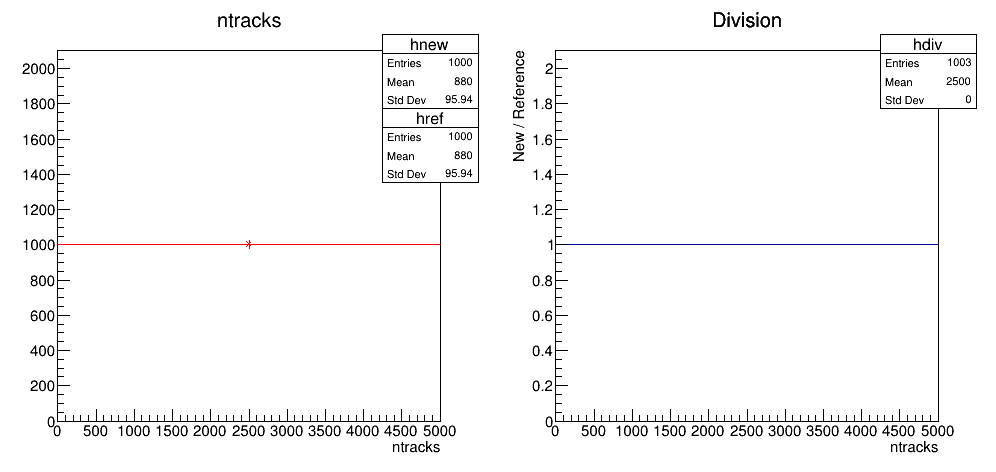 ntracks
hnew
Entries 1000
Mean 880
Std Dev 95.94
href
Entries 1000
Mean 880
Std Dev 95.94
2000
1800
1600
1400
1200
1000
800
600
400
200
0
0 500 1000 1500 2000 2500 3000 3500 4000 4500 5000
ntracks
Division
hdiv
Entries 1003
Mean 2500
Std Dev 0
New / Reference
2
1.8
1.6
1.4
1.2
1
0.8
0.6
0.4
0.2
0
0 500 1000 1500 2000 2500 3000 3500 4000 4500 5000
ntracks